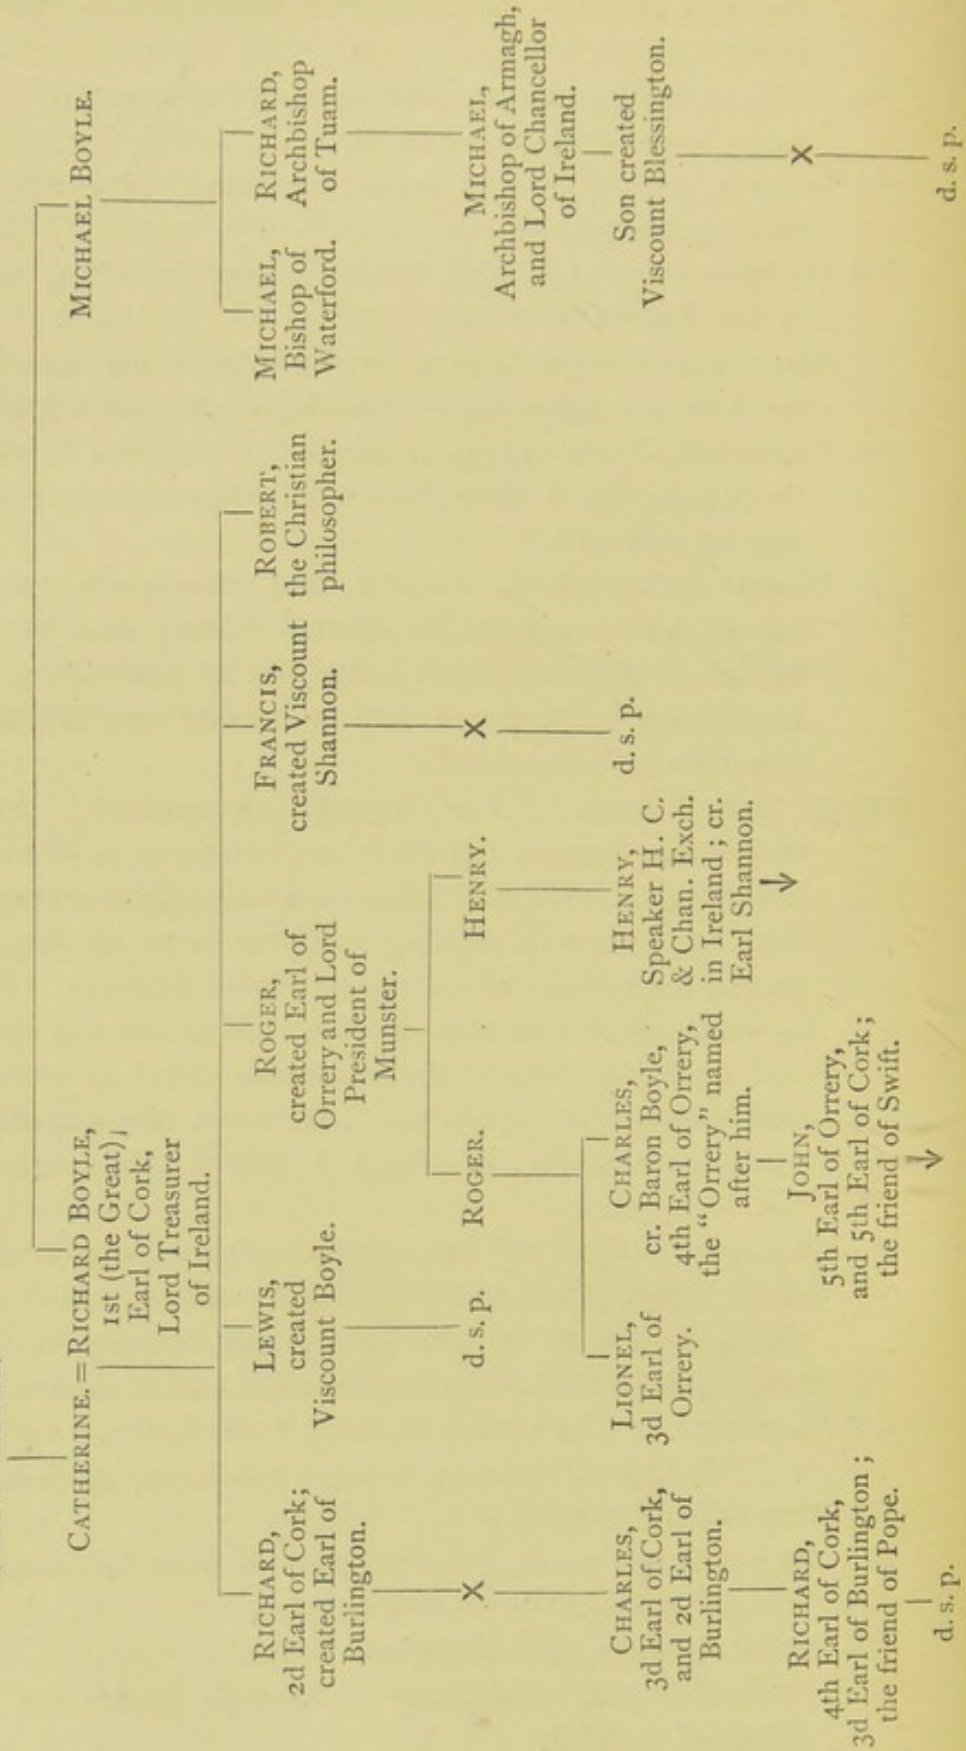 CATHERINE. = RICHARD BOYLE,
1st (the Great),
Earl of Cork,
Lord Treasurer
of Ireland.
MICHAEL BOYLE.
RICHARD,
2d Earl of Cork;
created Earl of
Burlington.
LEWIS,
created
Viscount Boyle.
ROGER,
created Earl of
Orrery and Lord
President of
Munster.
FRANCIS,
created Viscount
Shannon.
ROBERT,
the Christian
philosopher.
MICHAEL,
Bishop of
Waterford.
RICHARD,
Archbishop
of Tuam.
X
d. s. p.
ROGER.
HENRY.
X
MICHAEL,
Archbishop of Armagh,
and Lord Chancellor
of Ireland.
CHARLES,
3d Earl of Cork,
and 2d Earl of
Burlington.
LIONEL,
3d Earl of
Orrery.
CHARLES,
cr. Baron Boyle,
4th Earl of Orrery,
the "Orrery" named
after him.
HENRY,
Speaker H. C.
& Chan. Exch.
in Ireland; cr.
Earl Shannon.
d. s. p.
Son created
Viscount Blessington.
RICHARD,
4th Earl of Cork,
3d Earl of Burlington;
the friend of Pope.
JOHN,
5th Earl of Orrery,
and 5th Earl of Cork;
the friend of Swift.
X
d. s. p.
d. s. p.